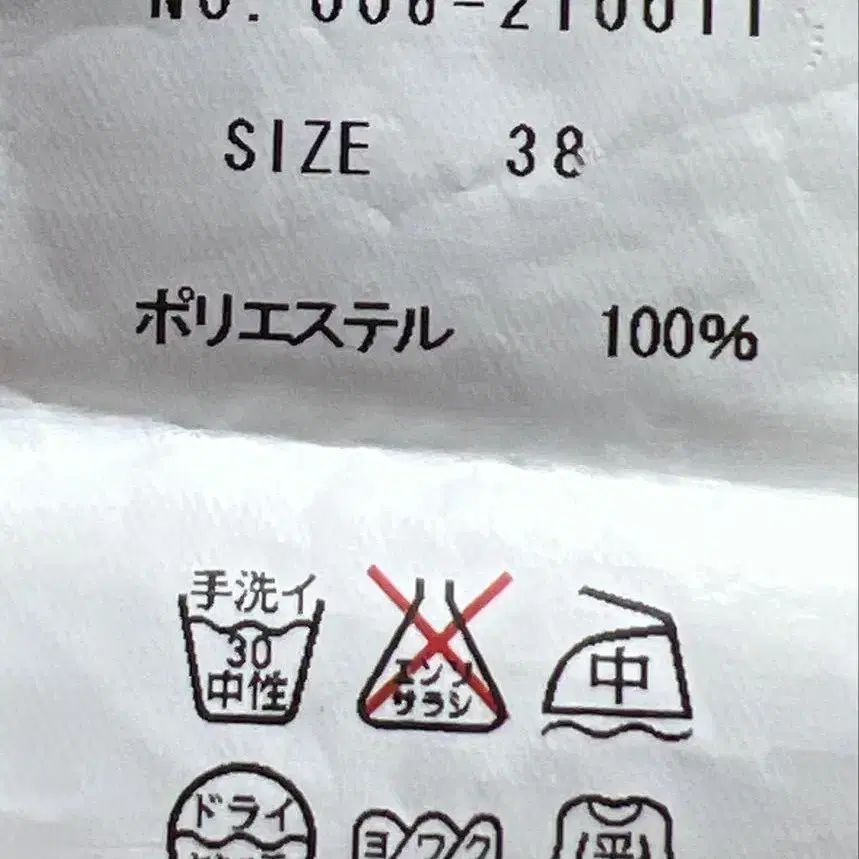 SIZE 38
ポリエステル 100%
手洗イ
30
中性
エンソ
サラシ
中
ドライ
ヨワク
平